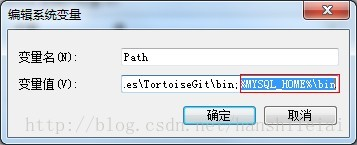 编辑系统变量
变量名(N):
Path
变量值(V):
.es\TortoiseGit\bin;%MYSQL_HOME%\bin
确定
取消